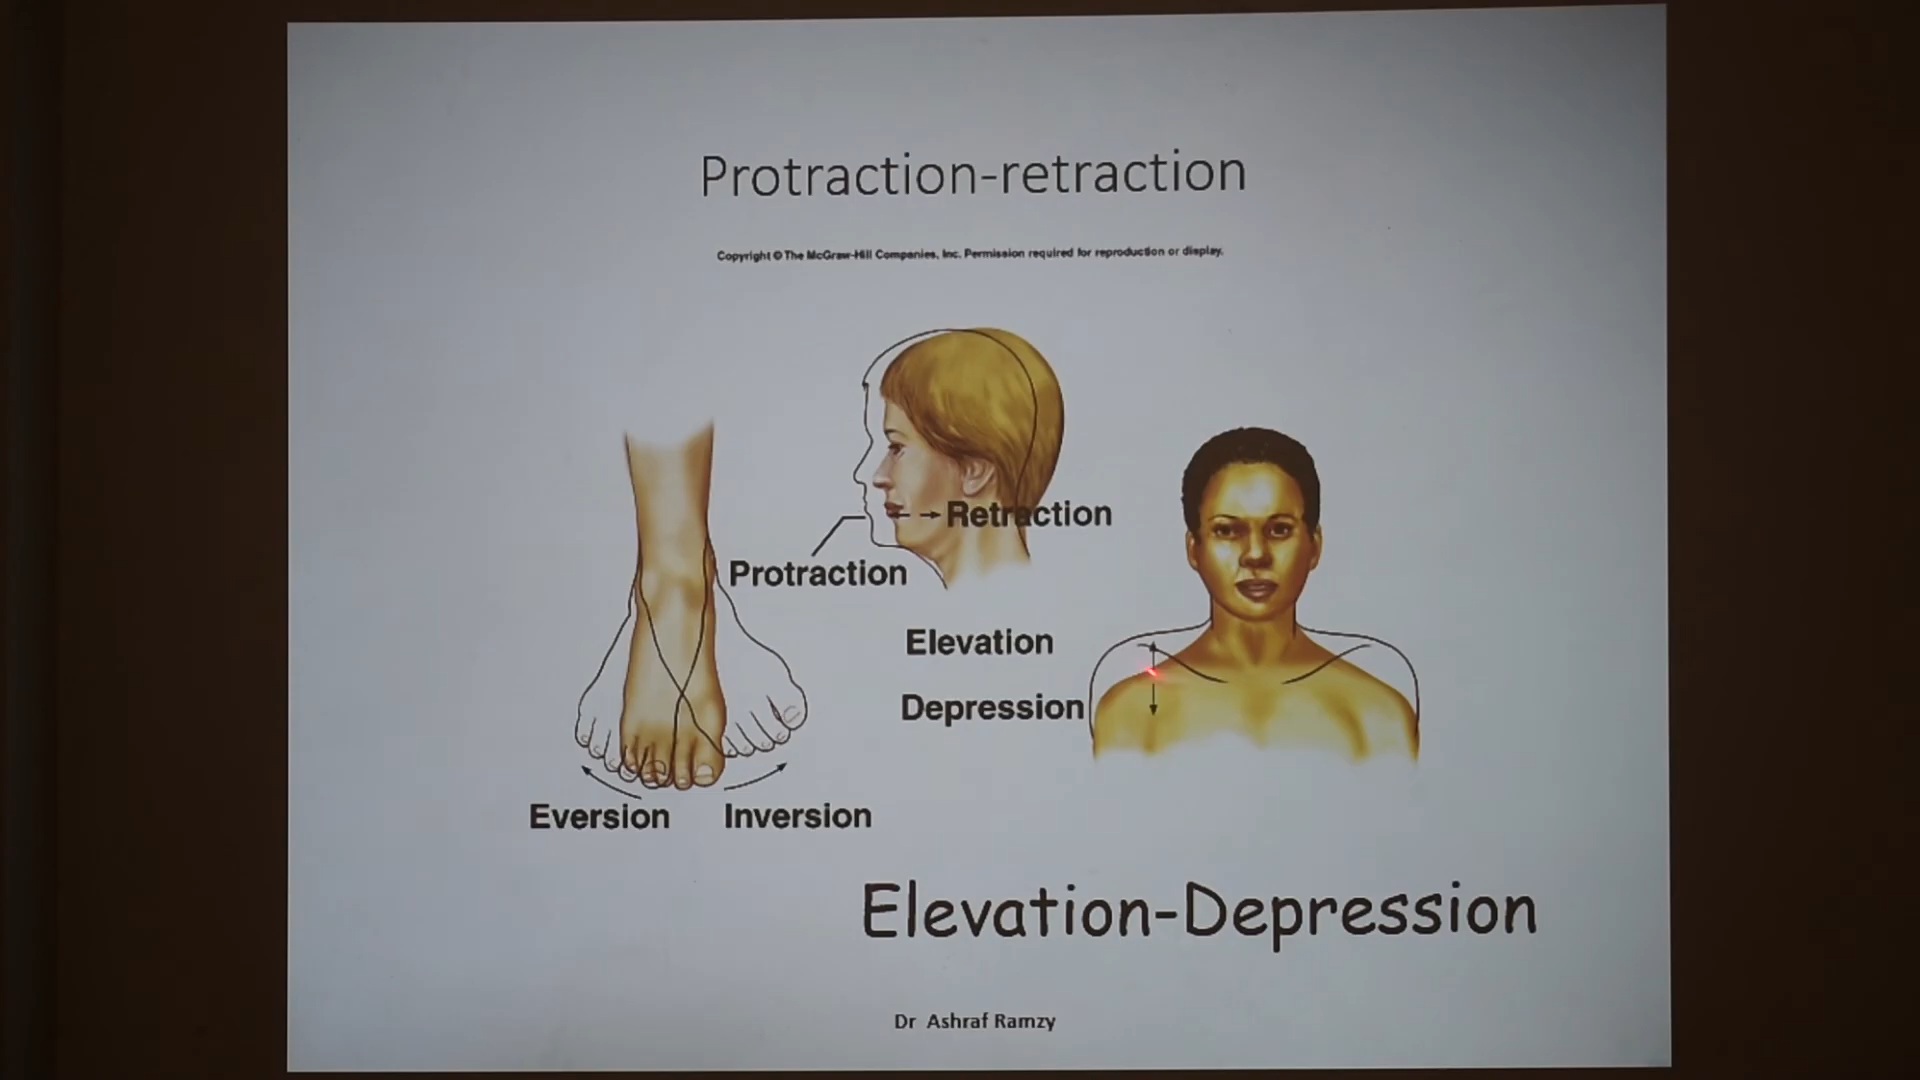 Protraction-retraction
Copyright © The McGraw-Hill Companies, Inc. Permission required for reproduction or display.
Retraction
Protraction
Elevation
Depression
Eversion
Inversion
Elevation-Depression
Dr Ashraf Ramzy